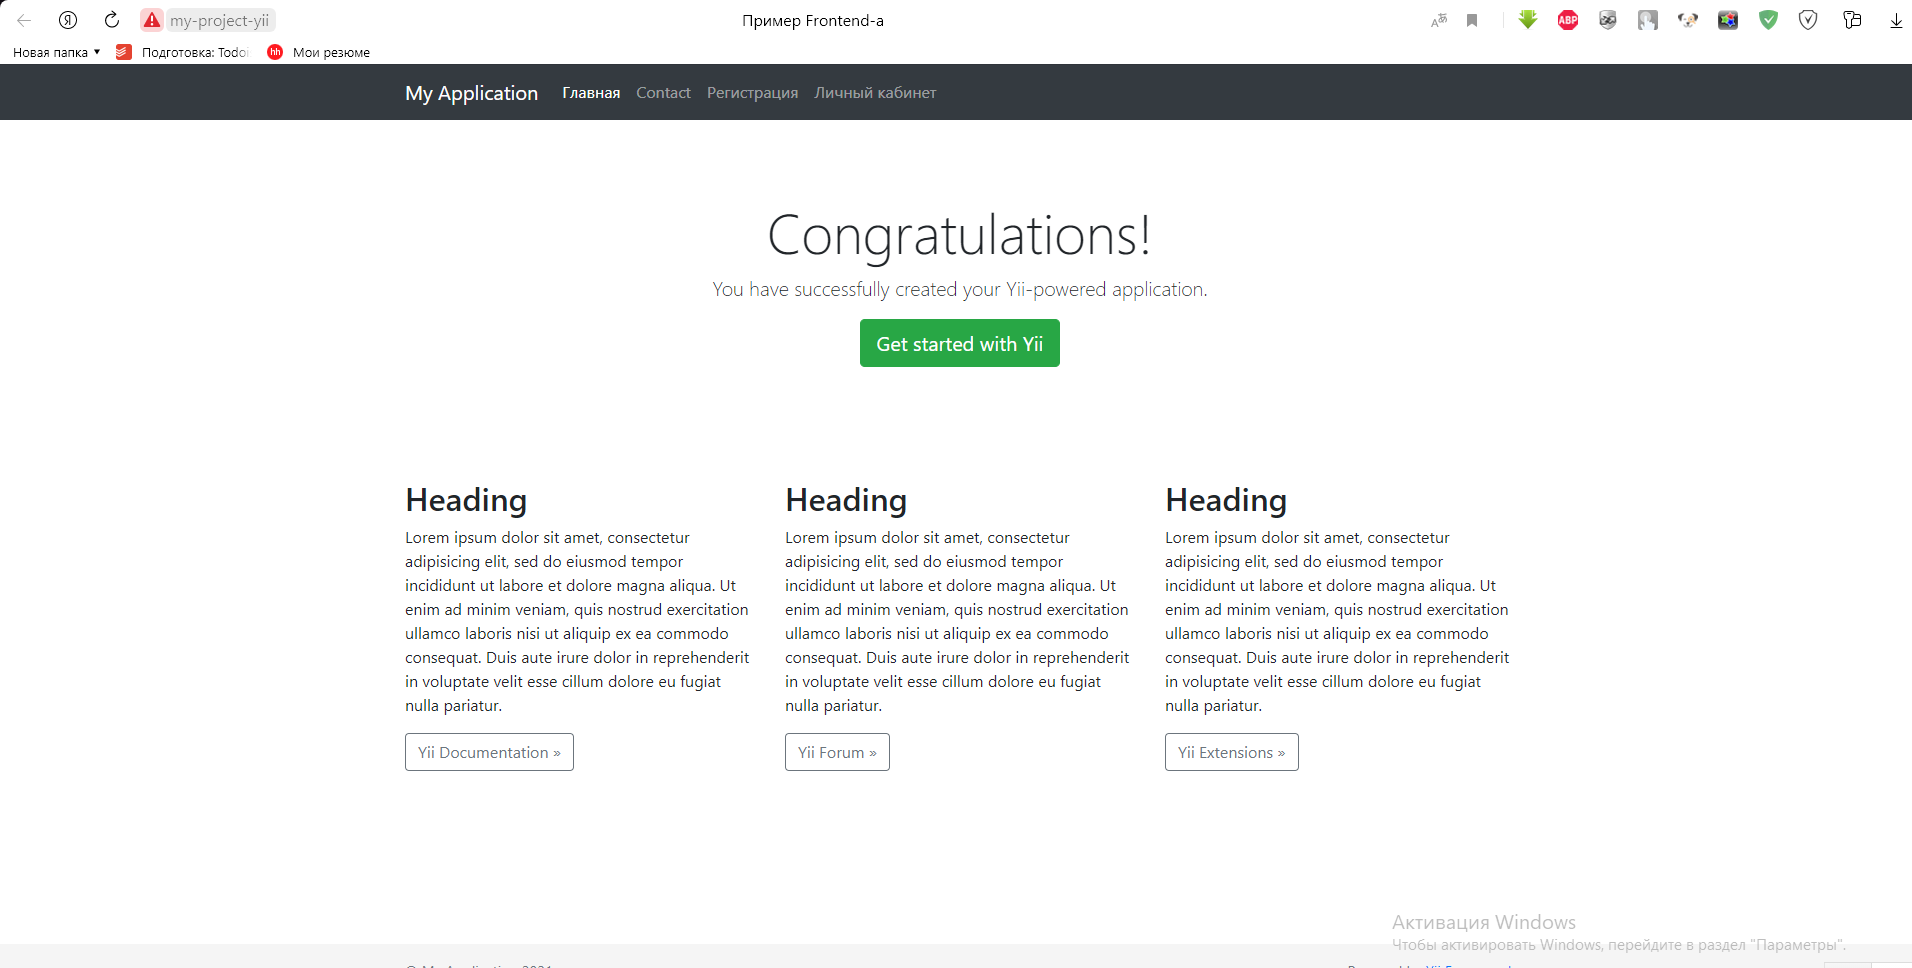 my-project-yii
Пример Frontend-а
ABP
Новая папка
Подготовка: Todoi
hh
Мои резюме
My Application
Главная
Contact
Регистрация
Личный кабинет
Congratulations!
You have successfully created your Yii-powered application.
Get started with Yii
Heading
Lorem ipsum dolor sit amet, consectetur
adipisicing elit, sed do eiusmod tempor
incididunt ut labore et dolore magna aliqua. Ut
enim ad minim veniam, quis nostrud exercitation
ullamco laboris nisi ut aliquip ex ea commodo
consequat. Duis aute irure dolor in reprehenderit
in voluptate velit esse cillum dolore eu fugiat
nulla pariatur.
Yii Documentation »
Heading
Lorem ipsum dolor sit amet, consectetur
adipisicing elit, sed do eiusmod tempor
incididunt ut labore et dolore magna aliqua. Ut
enim ad minim veniam, quis nostrud exercitation
ullamco laboris nisi ut aliquip ex ea commodo
consequat. Duis aute irure dolor in reprehenderit
in voluptate velit esse cillum dolore eu fugiat
nulla pariatur.
Yii Forum »
Heading
Lorem ipsum dolor sit amet, consectetur
adipisicing elit, sed do eiusmod tempor
incididunt ut labore et dolore magna aliqua. Ut
enim ad minim veniam, quis nostrud exercitation
ullamco laboris nisi ut aliquip ex ea commodo
consequat. Duis aute irure dolor in reprehenderit
in voluptate velit esse cillum dolore eu fugiat
nulla pariatur.
Yii Extensions »
Активация Windows
Чтобы активировать Windows, перейдите в раздел "Параметры".
© My Application 2021